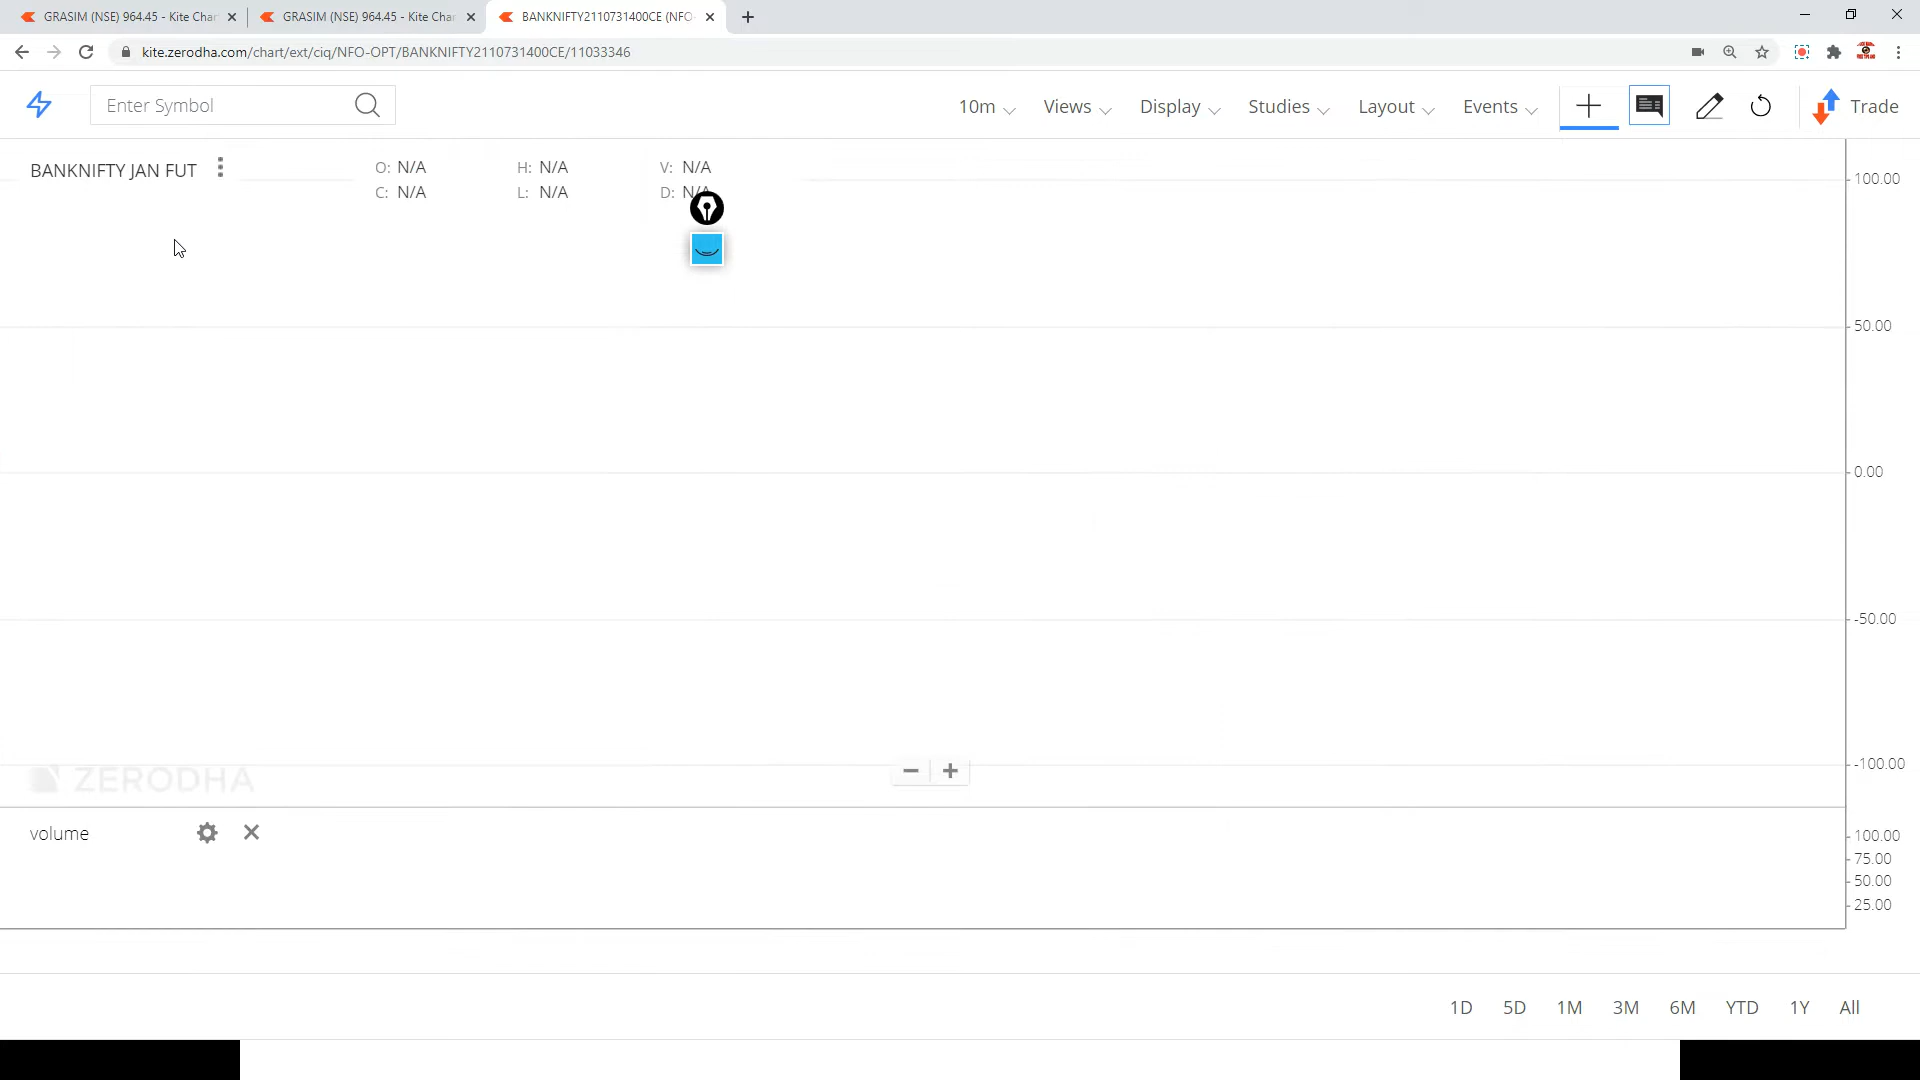 GRASIM (NSE) 964.45 - Kite Char
GRASIM (NSE) 964.45 - Kite Char
BANKNIFTY2110731400CE (NFO-
kite.zerodha.com/chart/ext/ciq/NFO-OPT/BANKNIFTY2110731400CE/11033346
Enter Symbol
10m
Views
Display
Studies
Layout
Events
Trade
BANKNIFTY JAN FUT
O: N/A
H: N/A
V: N/A
C: N/A
L: N/A
D: N/A
100.00
50.00
0.00
-50.00
-100.00
ZERODHA
volume
100.00
75.00
50.00
25.00
1D 5D 1M 3M 6M YTD 1Y All